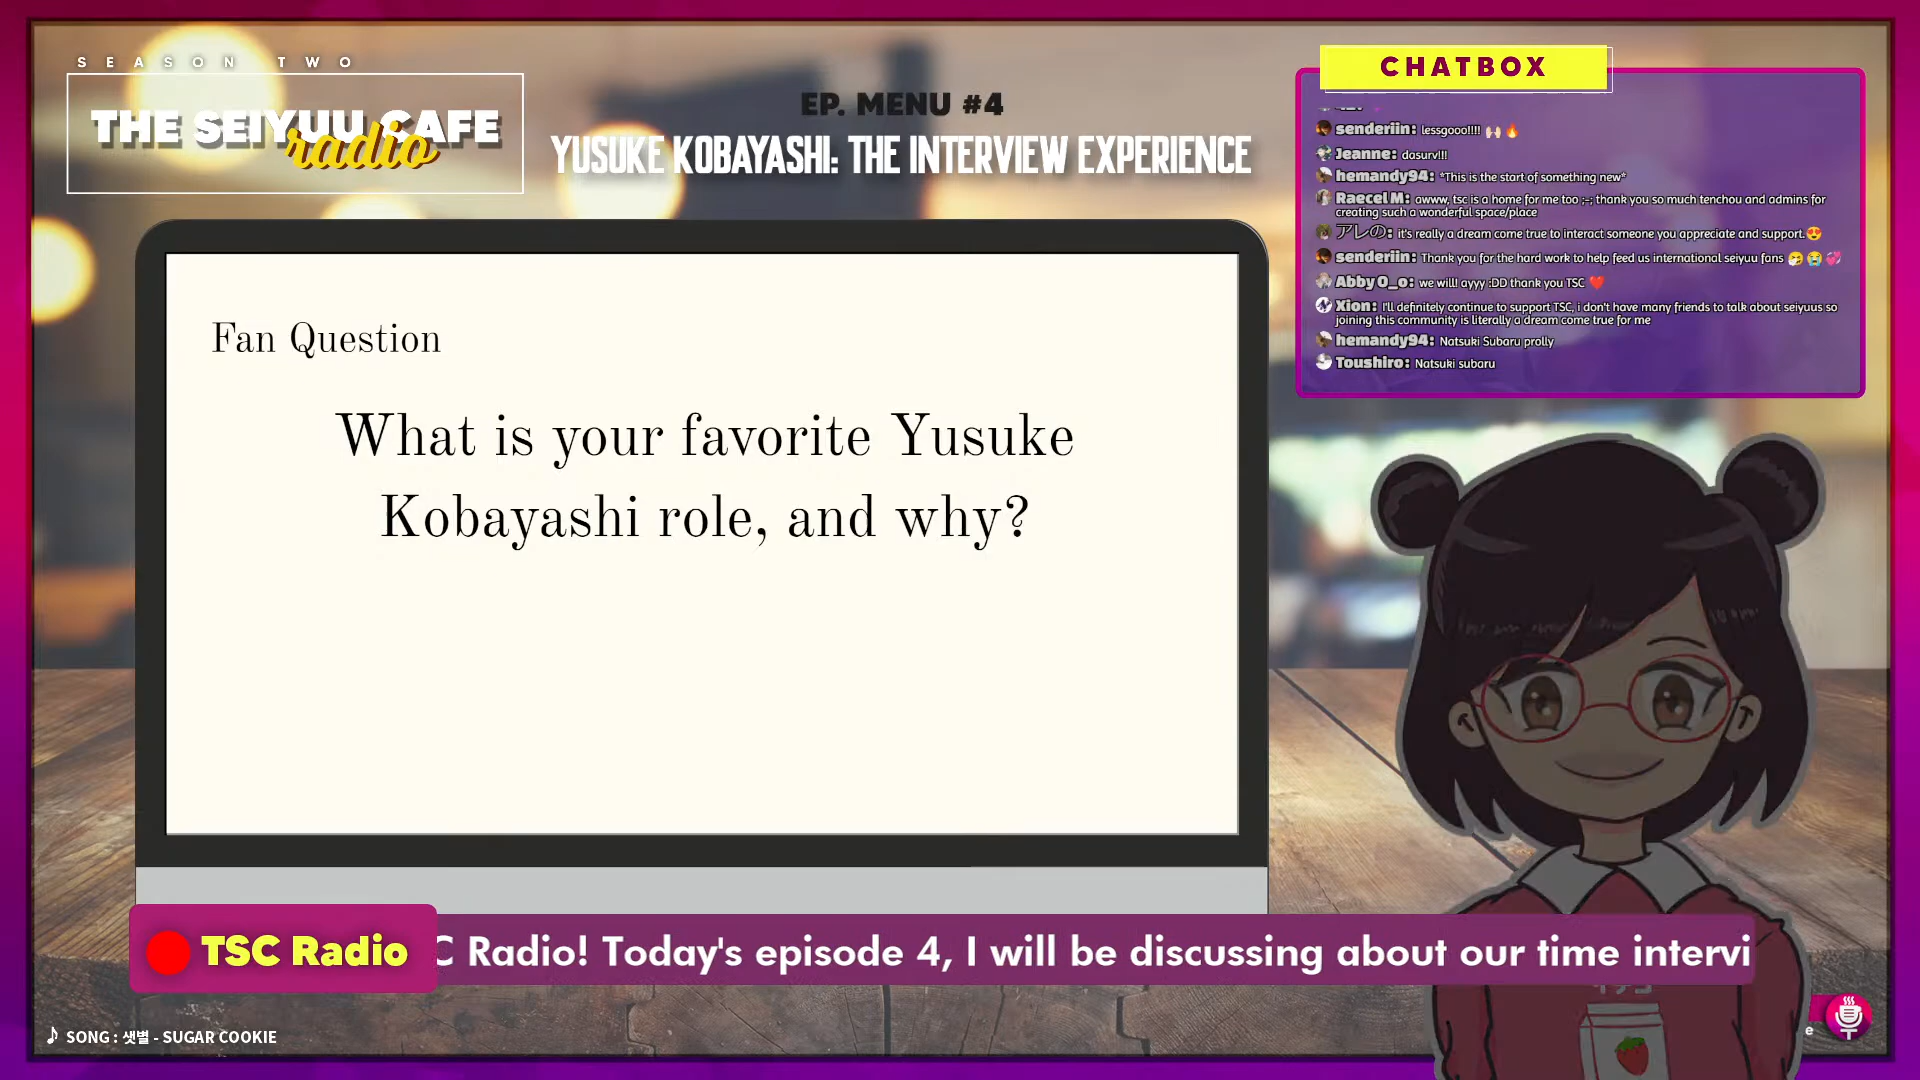 SEASON TWO
THE SEIYUU CAFE
radio
EP. MENU #4
YUSUKE KOBAYASHI: THE INTERVIEW EXPERIENCE
CHATBOX
senderiin: lessgooo!!!! 🙌🏻 🔥
Jeanne: dasurv!!!
hemandy94: *This is the start of something new*
Raecel M: awww, tsc is a home for me too ;-; thank you so much tenchou and admins for
creating such a wonderful space/place
アレの: it's really a dream come true to interact someone you appreciate and support.😍
senderiin: Thank you for the hard work to help feed us international seiyuu fans 🤧 😭 💞
Abby O_o: we will! ayyy :DD thank you TSC ❤️
Xion: I'll definitely continue to support TSC, i don't have many friends to talk about seiyuus so
joining this community is literally a dream come true for me
hemandy94: Natsuki Subaru prolly
Toushiro: Natsuki subaru
Fan Question
What is your favorite Yusuke
Kobayashi role, and why?
TSC Radio
C Radio! Today's episode 4, I will be discussing about our time intervi
♪ SONG : 샛별 - SUGAR COOKIE
e